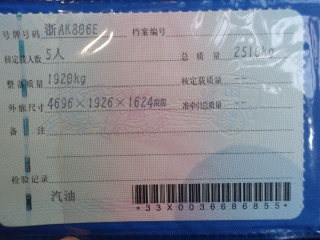 号牌号码 浙AK806E 档案编号
核定载人数 5人 总质量 2510kg
整备质量 1920kg 核定载质量 --
外廓尺寸 4696×1926×1624mm 准牵引总质量 --
备注
检验记录
汽油
*33X0036686855*